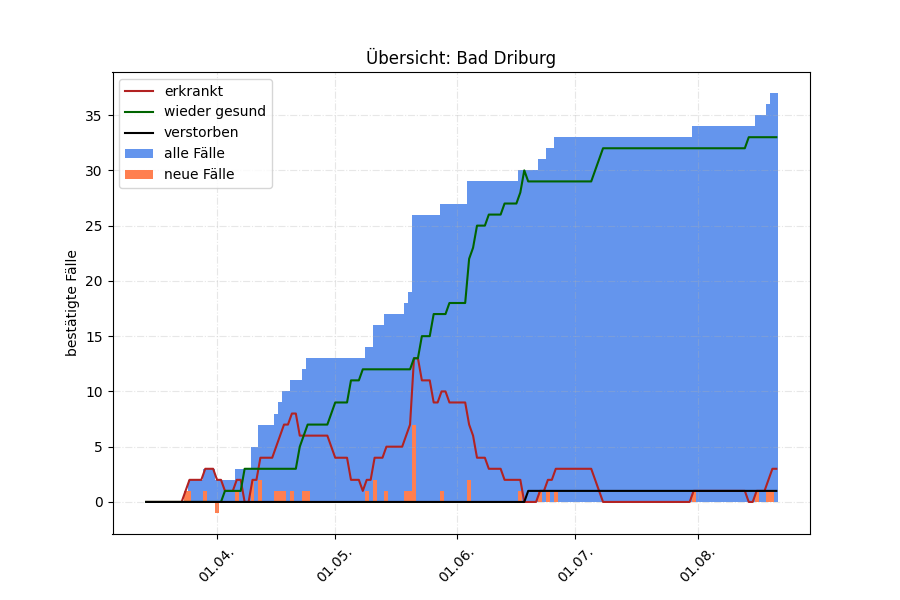 Übersicht: Bad Driburg
erkrankt
wieder gesund
verstorben
alle Fälle
neue Fälle
bestätigte Fälle
35
30
25
20
15
10
5
0
01.04.
01.05.
01.06.
01.07.
01.08.